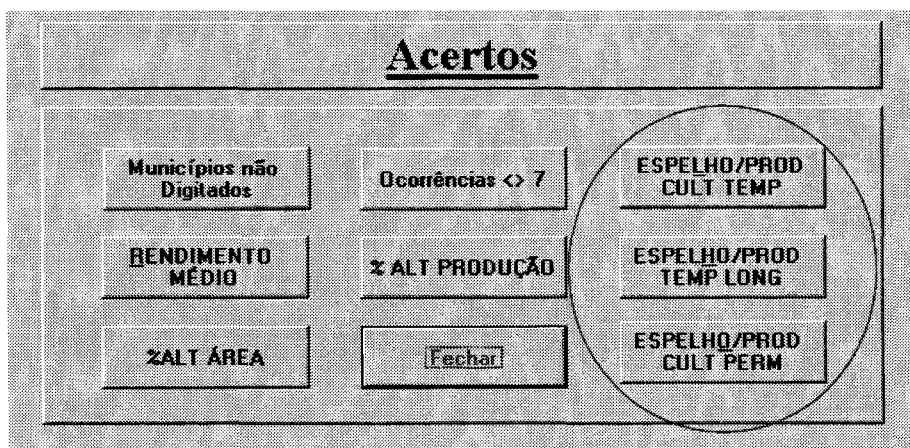 Acertos
Municípios não
Digitados
Ocorrências <> 7
ESPELHO/PROD
CULT TEMP
RENDIMENTO
MÉDIO
% ALT PRODUÇÃO
ESPELHO/PROD
TEMP LONG
%ALT ÁREA
Fechar
ESPELHO/PROD
CULT PERM